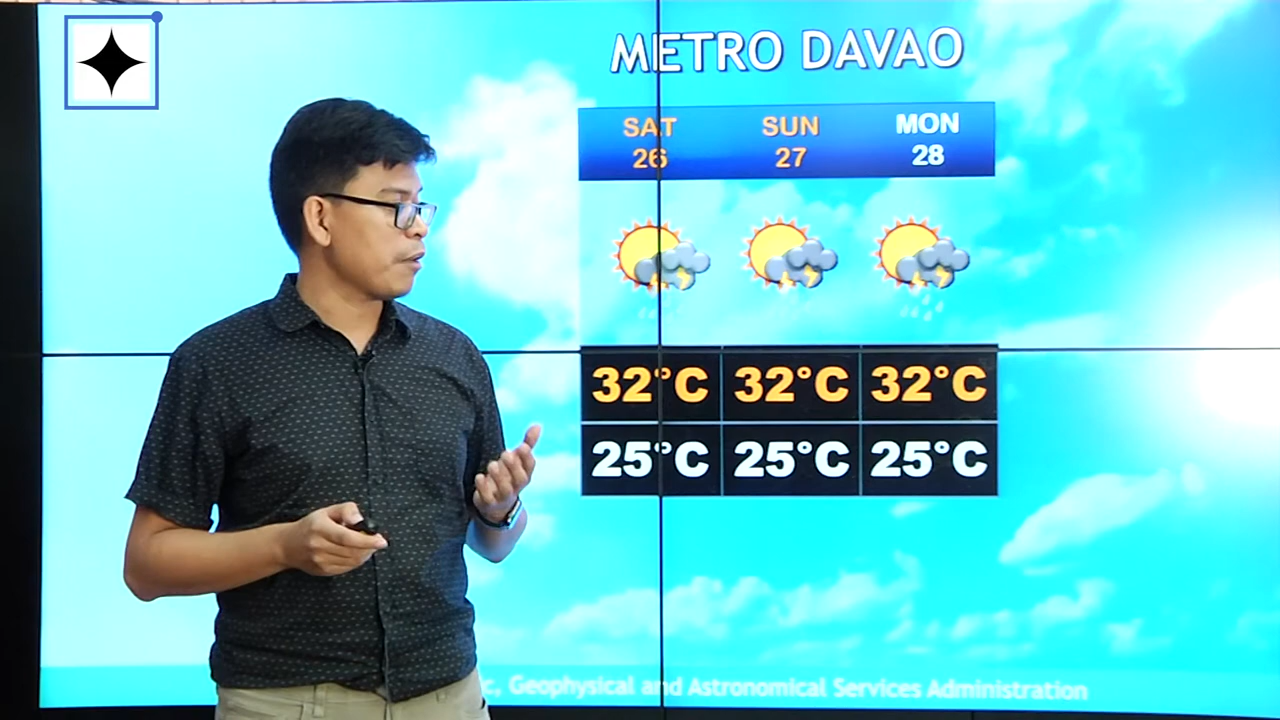 METRO DAVAO
SAT SUN MON
26 27 28
32°C 32°C 32°C
25°C 25°C 25°C
Geophysical and Astronomical Services Administration